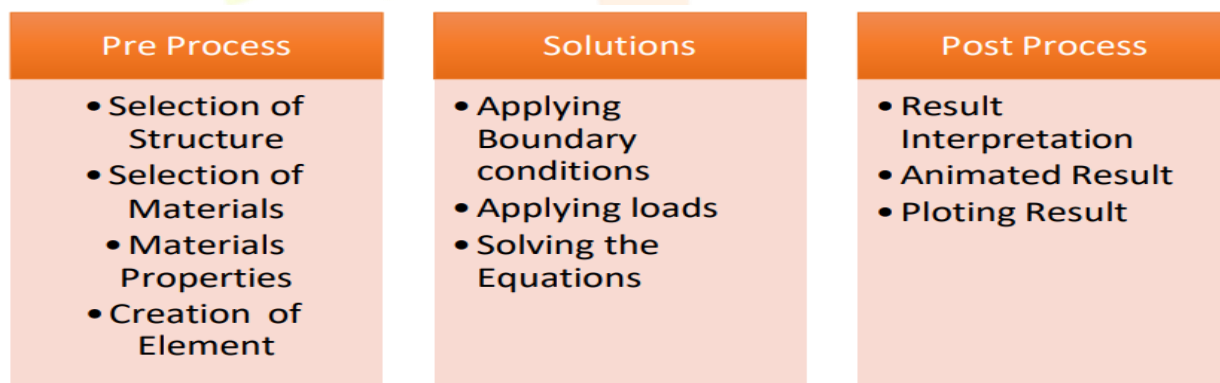 Pre Process
• Selection of
Structure
• Selection of
Materials
• Materials
Properties
• Creation of
Element
Solutions
• Applying
Boundary
conditions
• Applying loads
• Solving the
Equations
Post Process
• Result
Interpretation
• Animated Result
• Ploting Result